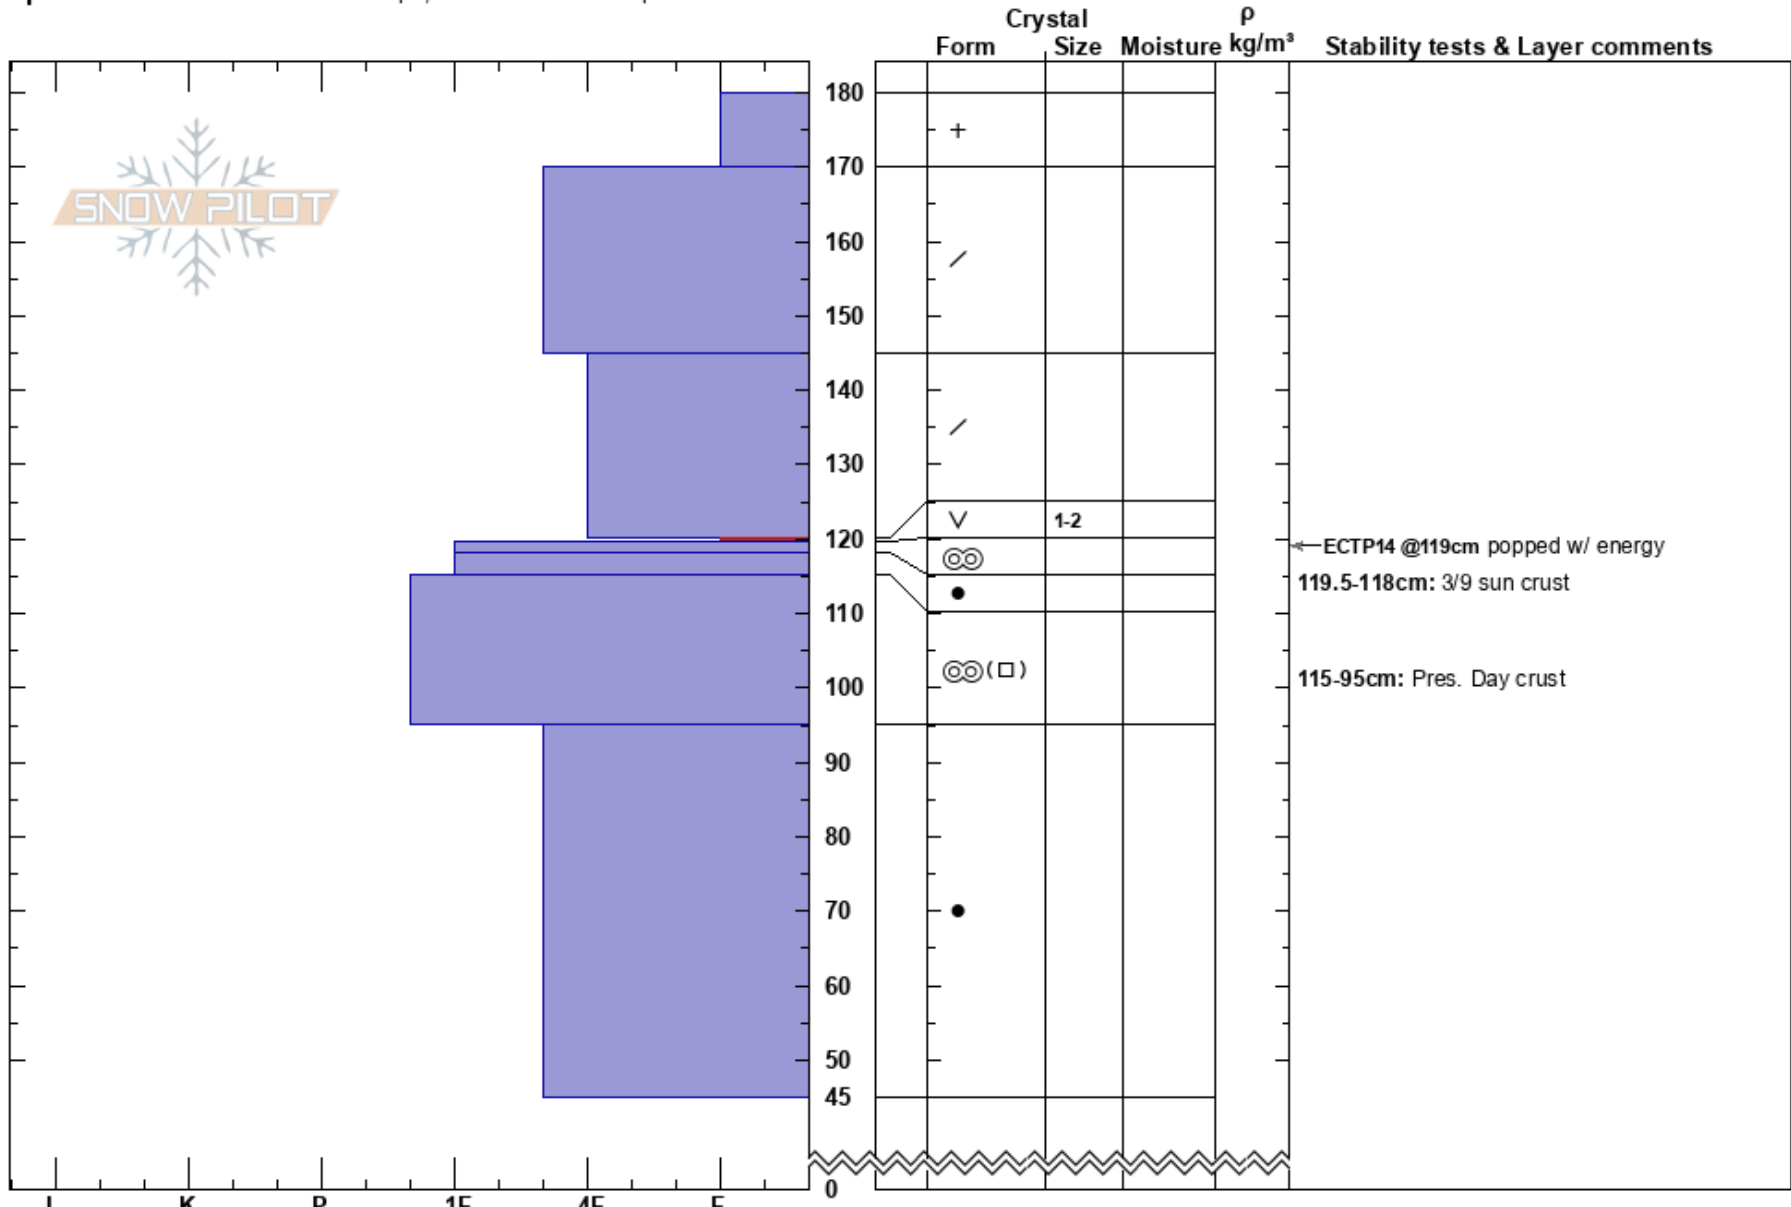 Crystal
ρ
Form Size Moisture kg/m³ Stability tests & Layer comments
180
+
170
SNOW PILOT
160
150
140
130
1-2
120
ECTP14 @119cm popped w/ energy
119.5-118cm: 3/9 sun crust
110
( )
100
115-95cm: Pres. Day crust
90
80
70
60
50
45
0
I K P 1F 4F F